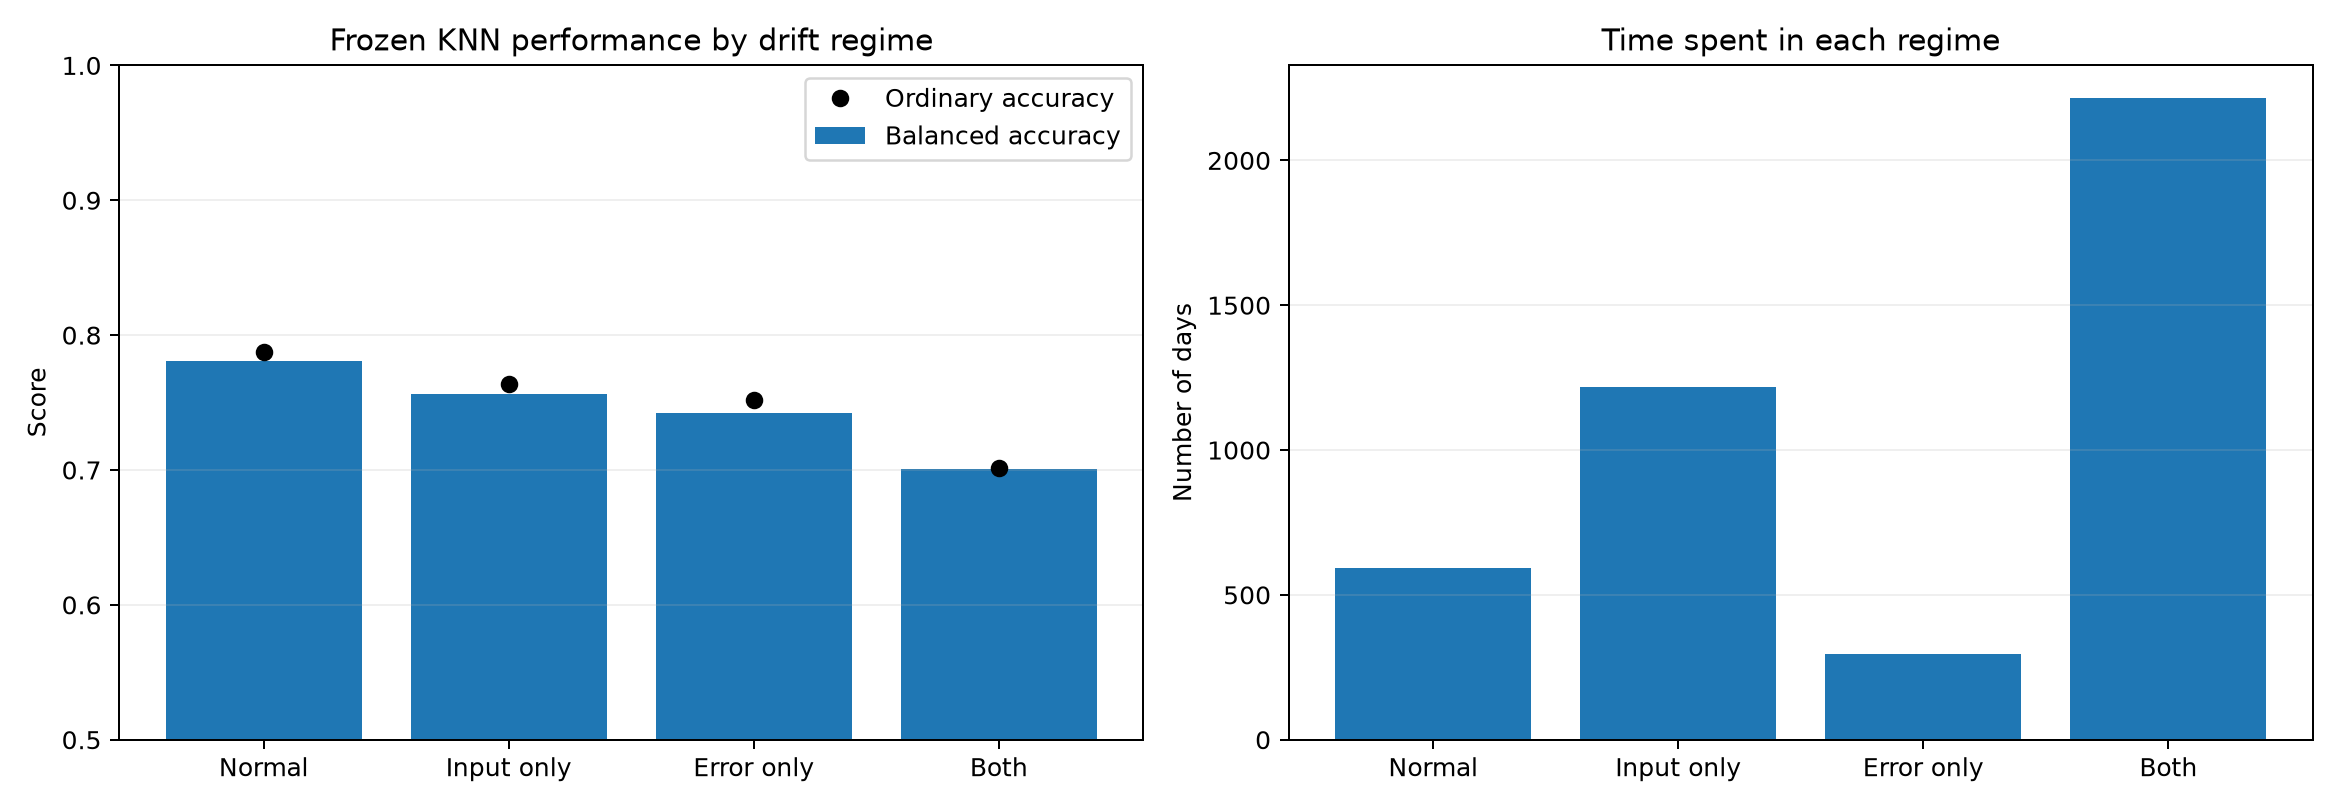 Frozen KNN performance by drift regime
Ordinary accuracy
Balanced accuracy
Score
1.0
0.9
0.8
0.7
0.6
0.5
Normal
Input only
Error only
Both
Time spent in each regime
Number of days
2000
1500
1000
500
0
Normal
Input only
Error only
Both